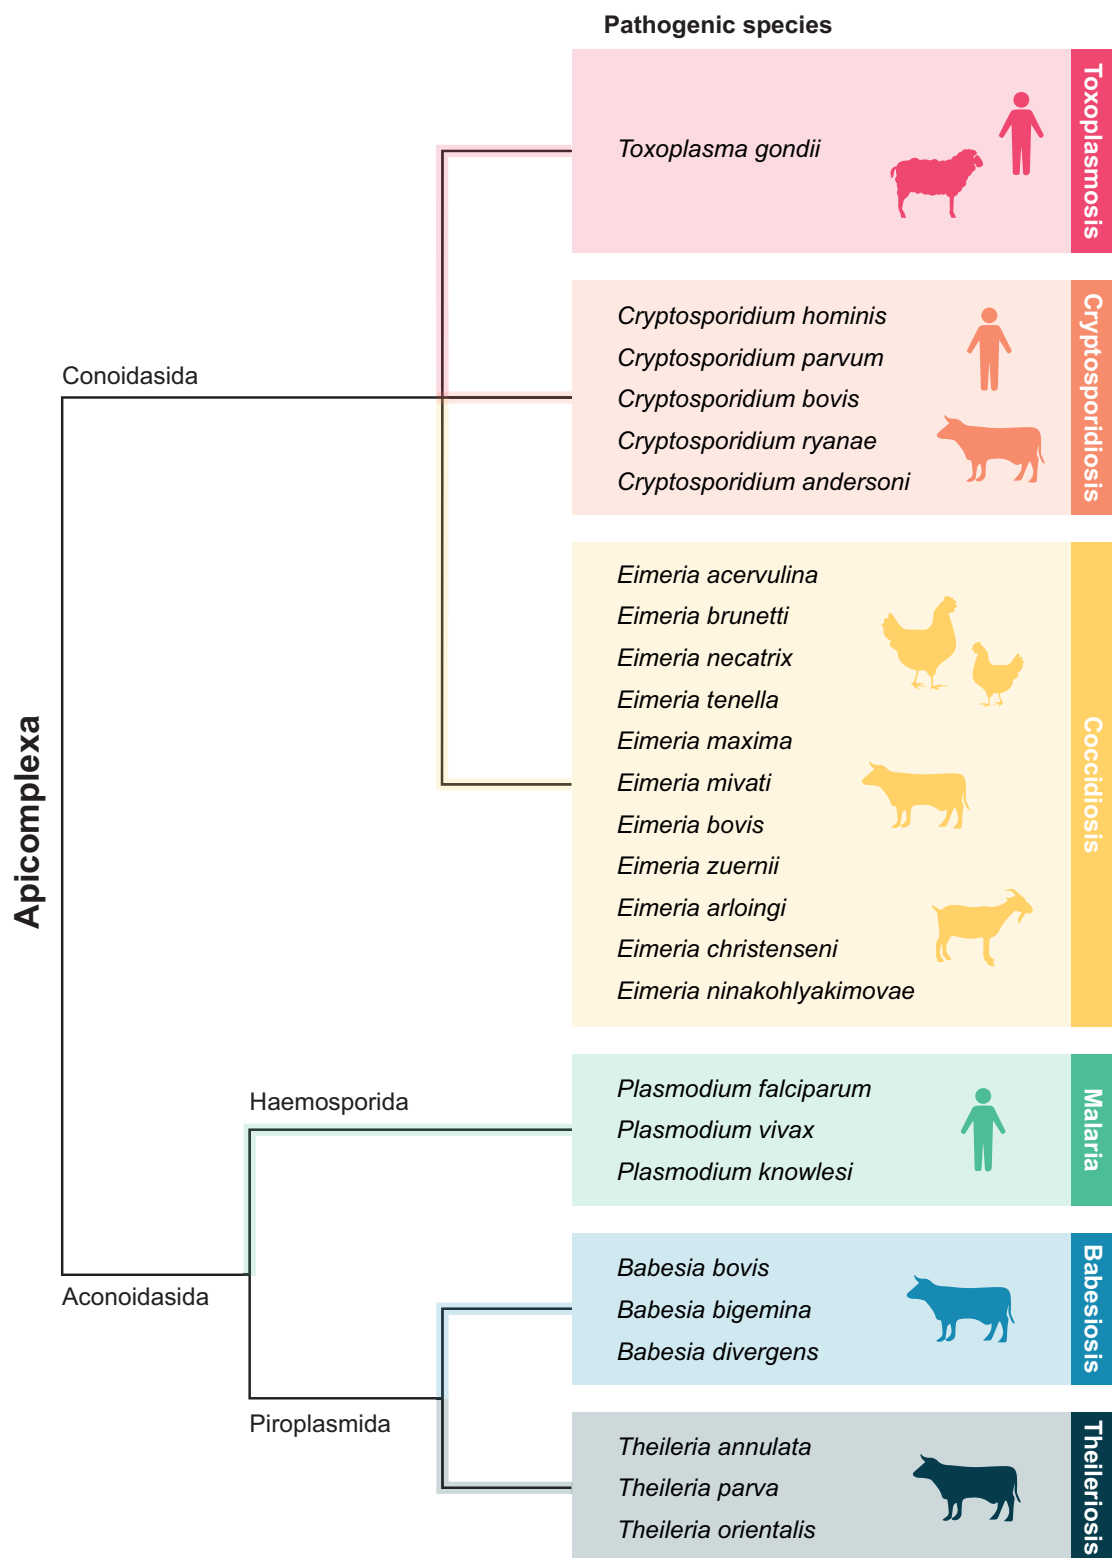 Pathogenic species
Toxoplasma gondii
Toxoplasmosis
Cryptosporidium hominis
Cryptosporidium parvum
Cryptosporidium bovis
Cryptosporidium ryanae
Cryptosporidium andersoni
Cryptosporidiosis
Conoidasida
Eimeria acervulina
Eimeria brunetti
Eimeria necatrix
Eimeria tenella
Eimeria maxima
Eimeria mivati
Eimeria bovis
Eimeria zuernii
Eimeria arloingi
Eimeria christenseni
Eimeria ninakohlyakimovae
Coccidiosis
Apicomplexa
Haemosporida
Plasmodium falciparum
Plasmodium vivax
Plasmodium knowlesi
Malaria
Aconoidasida
Babesia bovis
Babesia bigemina
Babesia divergens
Babesiosis
Piroplasmida
Theileria annulata
Theileria parva
Theileria orientalis
Theileriosis